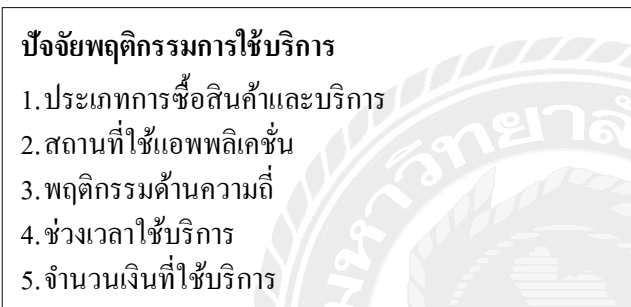 ปัจจัยพฤติกรรมการใช้บริการ
1.ประเภทการซื้อสินค้าและบริการ
2.สถานที่ใช้แอพพลิเคชั่น
3.พฤติกรรมด้านความถี่
4.ช่วงเวลาใช้บริการ
5.จำนวนเงินที่ใช้บริการ